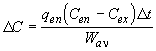 ΔC = q_en(C_en − C_ex)Δt / W_av